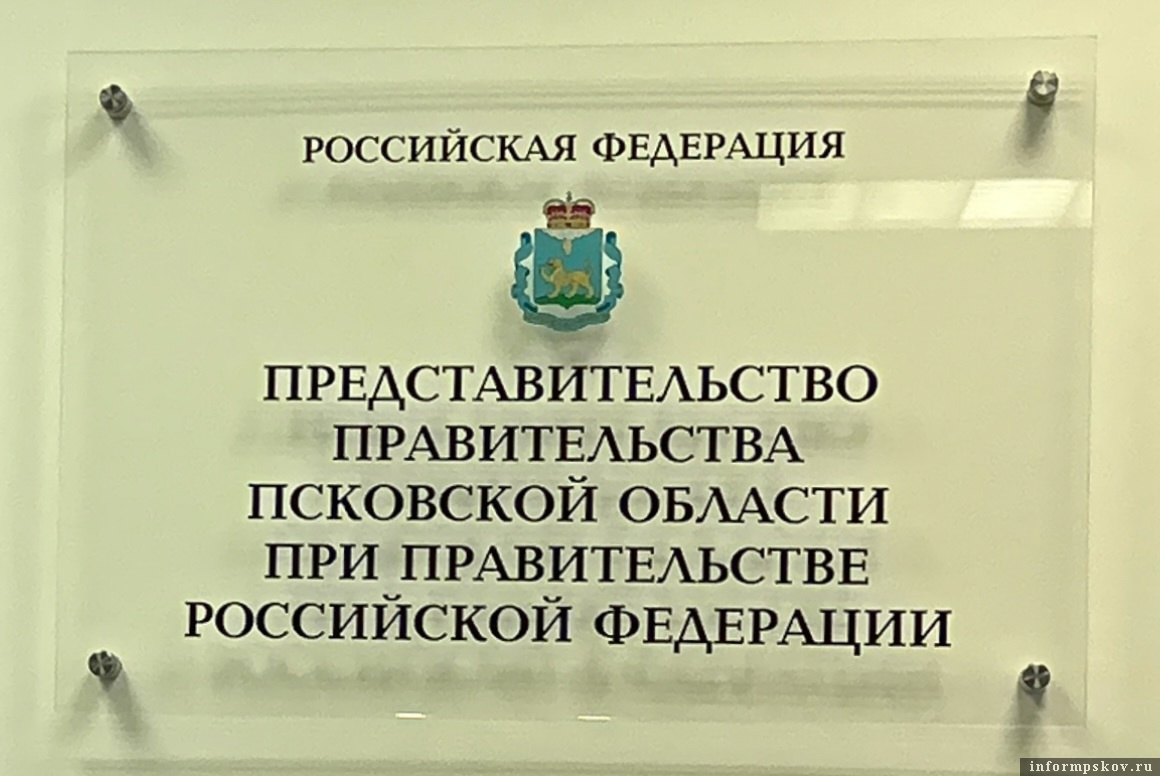 РОССИЙСКАЯ ФЕДЕРАЦИЯ
ПРЕДСТАВИТЕЛЬСТВО
ПРАВИТЕЛЬСТВА
ПСКОВСКОЙ ОБЛАСТИ
ПРИ ПРАВИТЕЛЬСТВЕ
РОССИЙСКОЙ ФЕДЕРАЦИИ
informpskov.ru